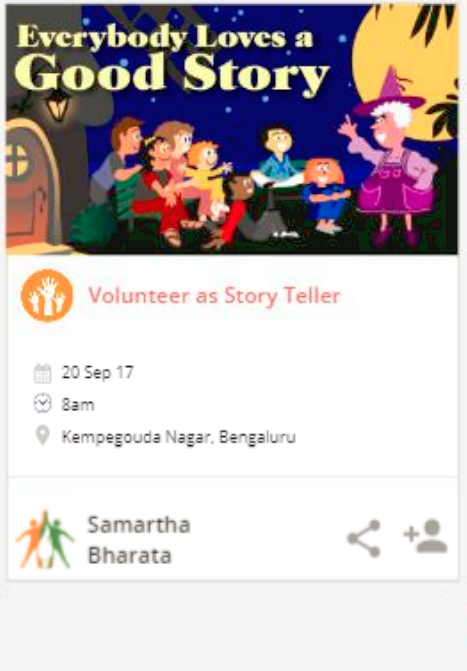 Everybody Loves a
Good Story
Volunteer as Story Teller
20 Sep 17
8am
Kempegouda Nagar, Bengaluru
Samartha
Bharata